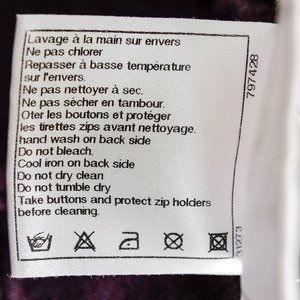 Lavage à la main sur envers
Ne pas chlorer
Repasser à basse température
sur l'envers.
Ne pas nettoyer à sec.
Ne pas sécher en tambour.
Oter les boutons et protéger
les tirettes zips avant nettoyage.
hand wash on back side
Do not bleach.
Cool iron on back side
Do not dry clean
Do not tumble dry
Take buttons and protect zip holders
before cleaning.
797428